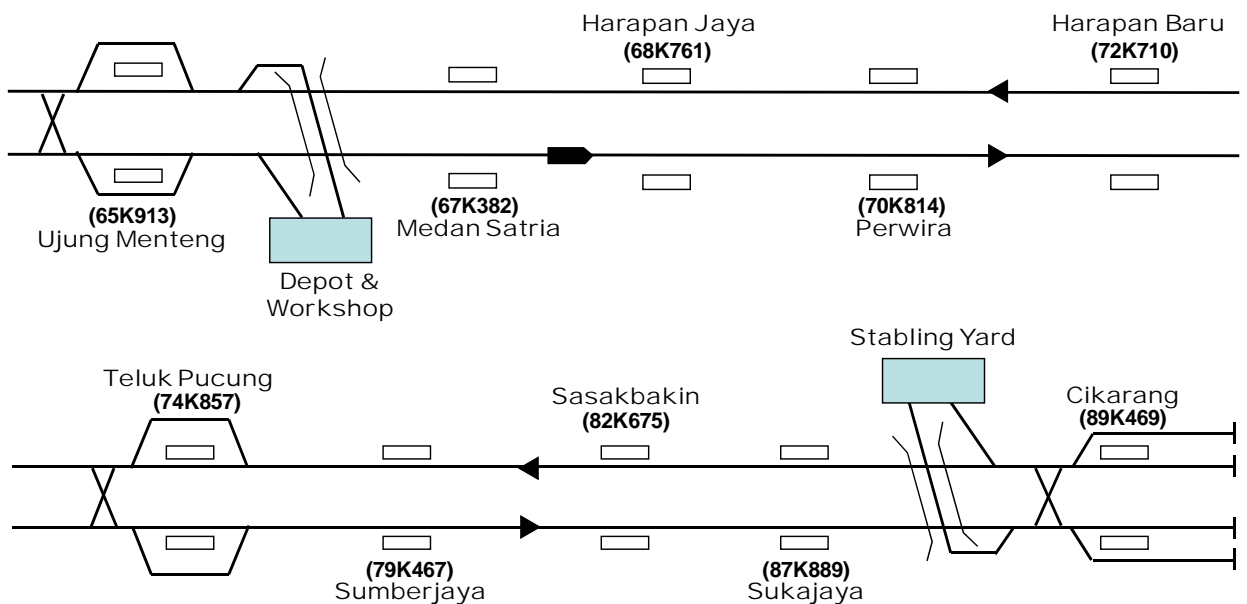 Harapan Jaya
(68K761)
Harapan Baru
(72K710)
(65K913)
Ujung Menteng
(67K382)
Medan Satria
(70K814)
Perwira
Depot &
Workshop
Stabling Yard
Teluk Pucung
(74K857)
Sasakbakin
(82K675)
Cikarang
(89K469)
(79K467)
Sumberjaya
(87K889)
Sukajaya